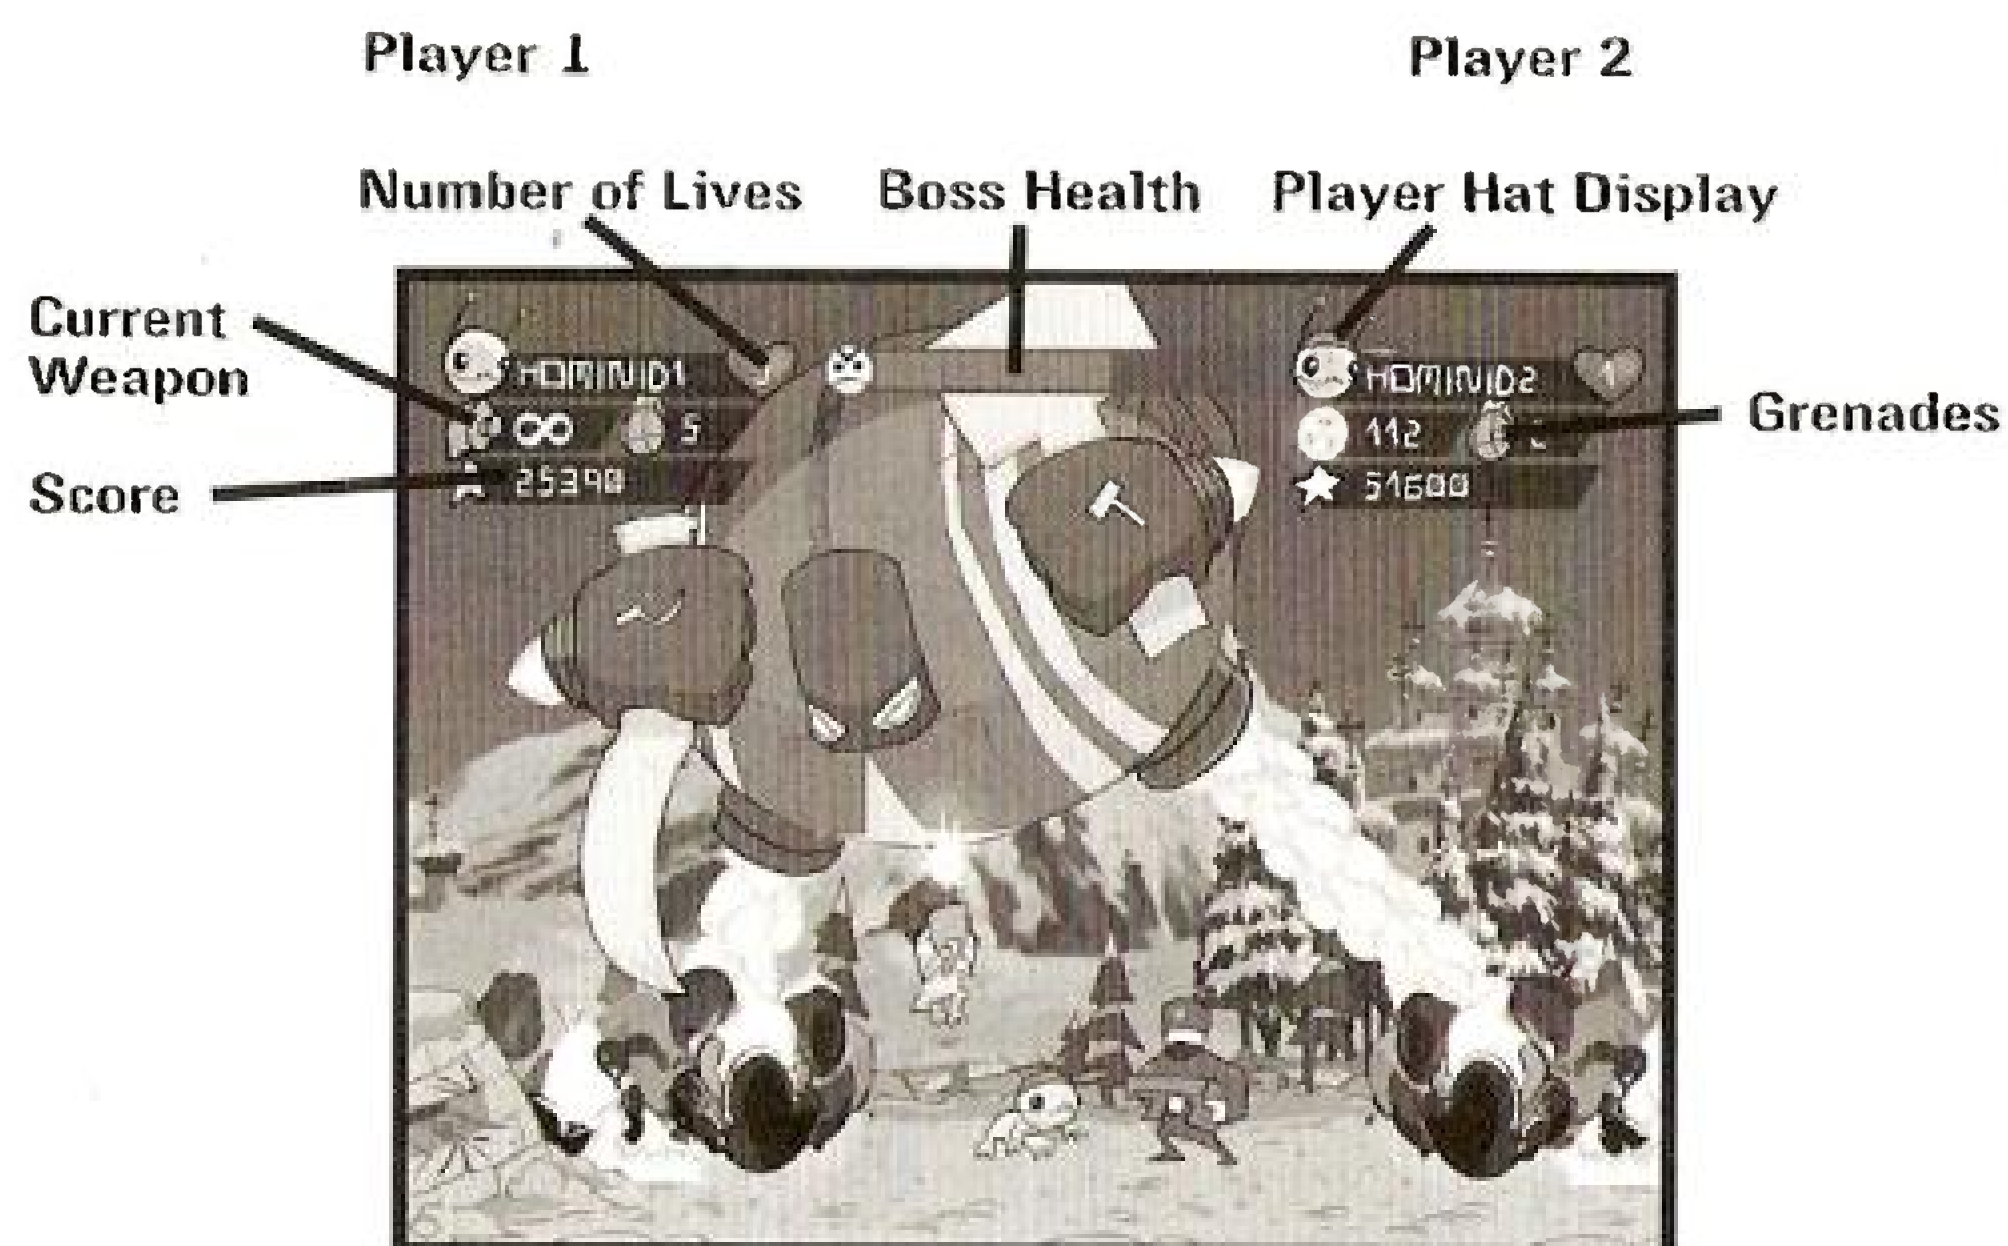 Player 1
Player 2
Number of Lives
Boss Health
Player Hat Display
Current
Weapon
Score
Grenades
HOMINID1
∞ 5
25390
HOMINID2
1
112
51600